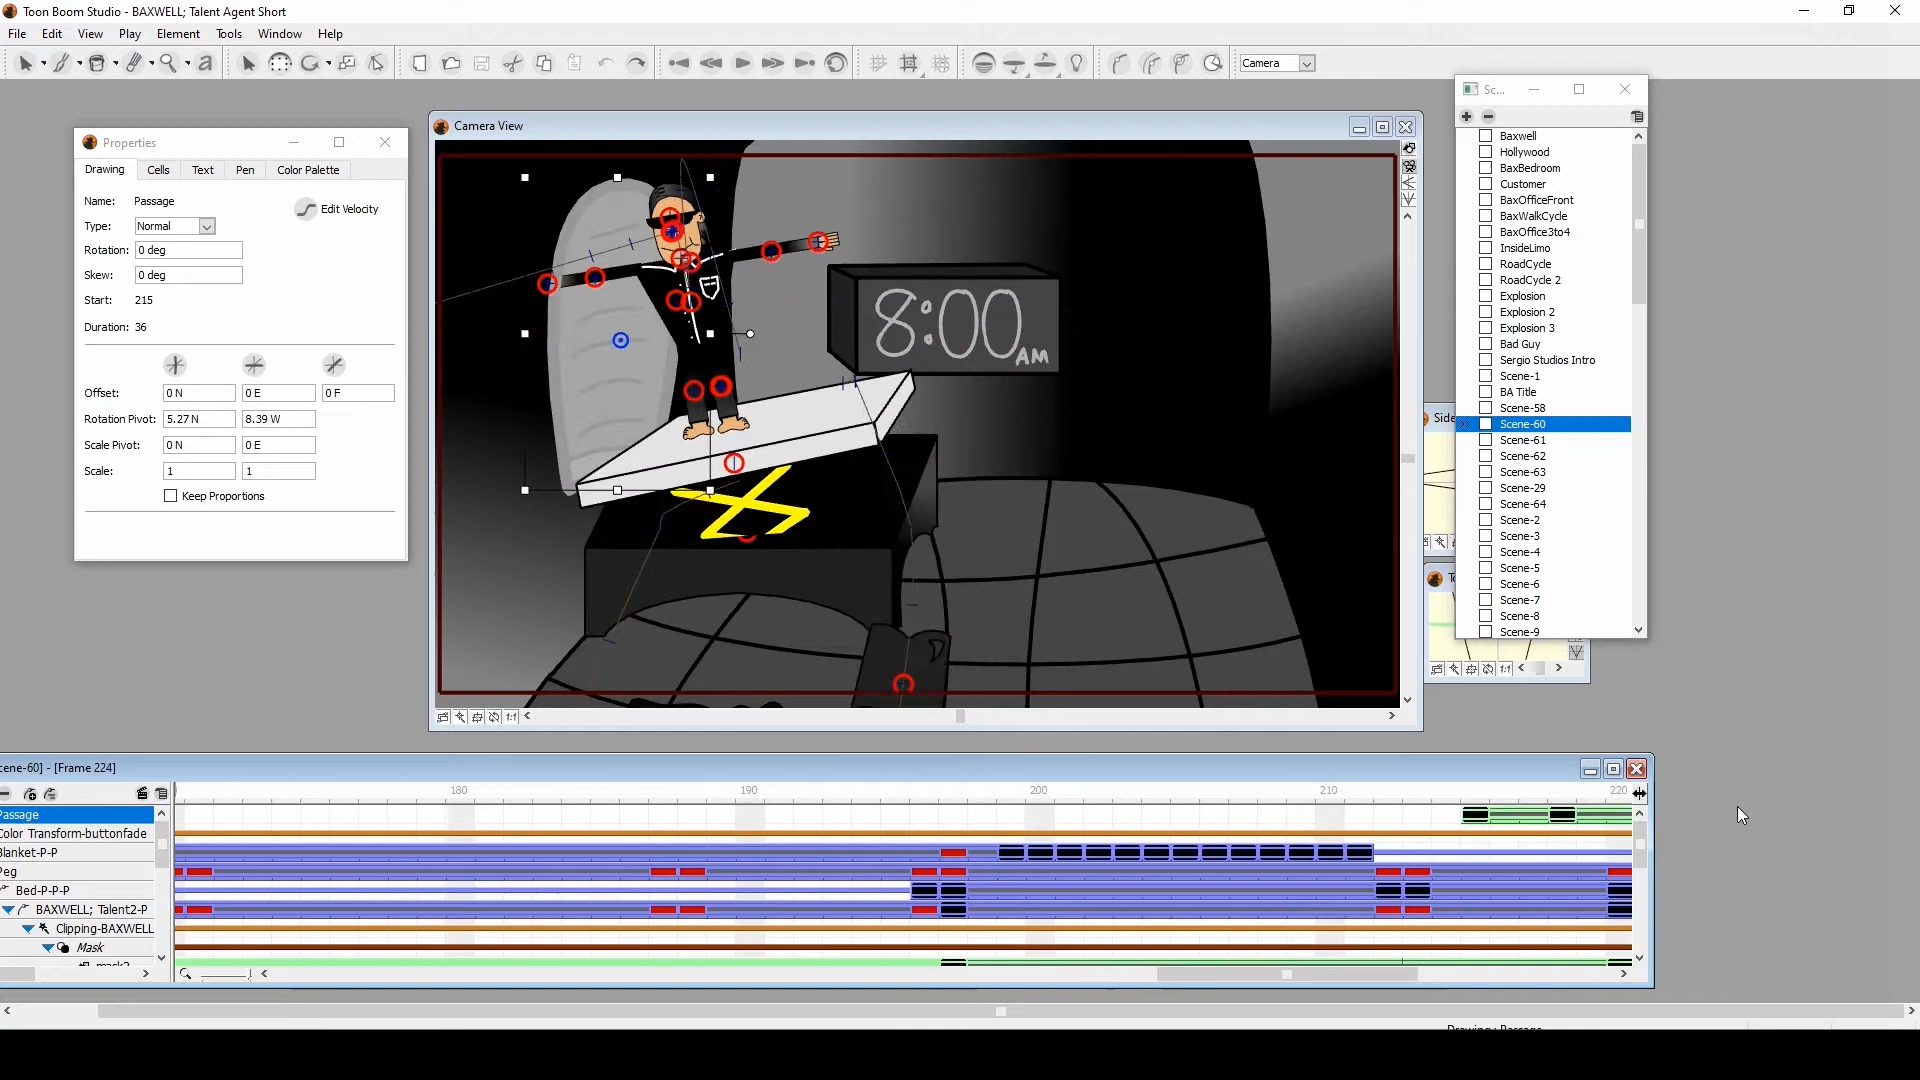 Toon Boom Studio - BAXWELL; Talent Agent Short
File Edit View Play Element Tools Window Help
Camera
Properties
Drawing Cells Text Pen Color Palette
Name: Passage
Edit Velocity
Type: Normal
Rotation: 0 deg
Skew: 0 deg
Start: 215
Duration: 36
Offset: 0 N 0 E 0 F
Rotation Pivot: 5.27 N 8.39 W
Scale Pivot: 0 N 0 E
Scale: 1 1
Keep Proportions
Camera View
8:00 AM
1:1
Sc...
Baxwell
Hollywood
BaxBedroom
Customer
BaxOfficeFront
BaxWalkCycle
BaxOffice3to4
InsideLimo
RoadCycle
RoadCycle 2
Explosion
Explosion 2
Explosion 3
Bad Guy
Sergio Studios Intro
Scene-1
BA Title
Scene-58
Scene-60
Scene-61
Scene-62
Scene-63
Scene-29
Scene-64
Scene-2
Scene-3
Scene-4
Scene-5
Scene-6
Scene-7
Scene-8
Scene-9
Side
1:1
cene-60] - [Frame 224]
180 190 200 210 220
Passage
Color Transform-buttonfade
Blanket-P-P
Peg
Bed-P-P-P
BAXWELL; Talent2-P
Clipping-BAXWELL
Mask